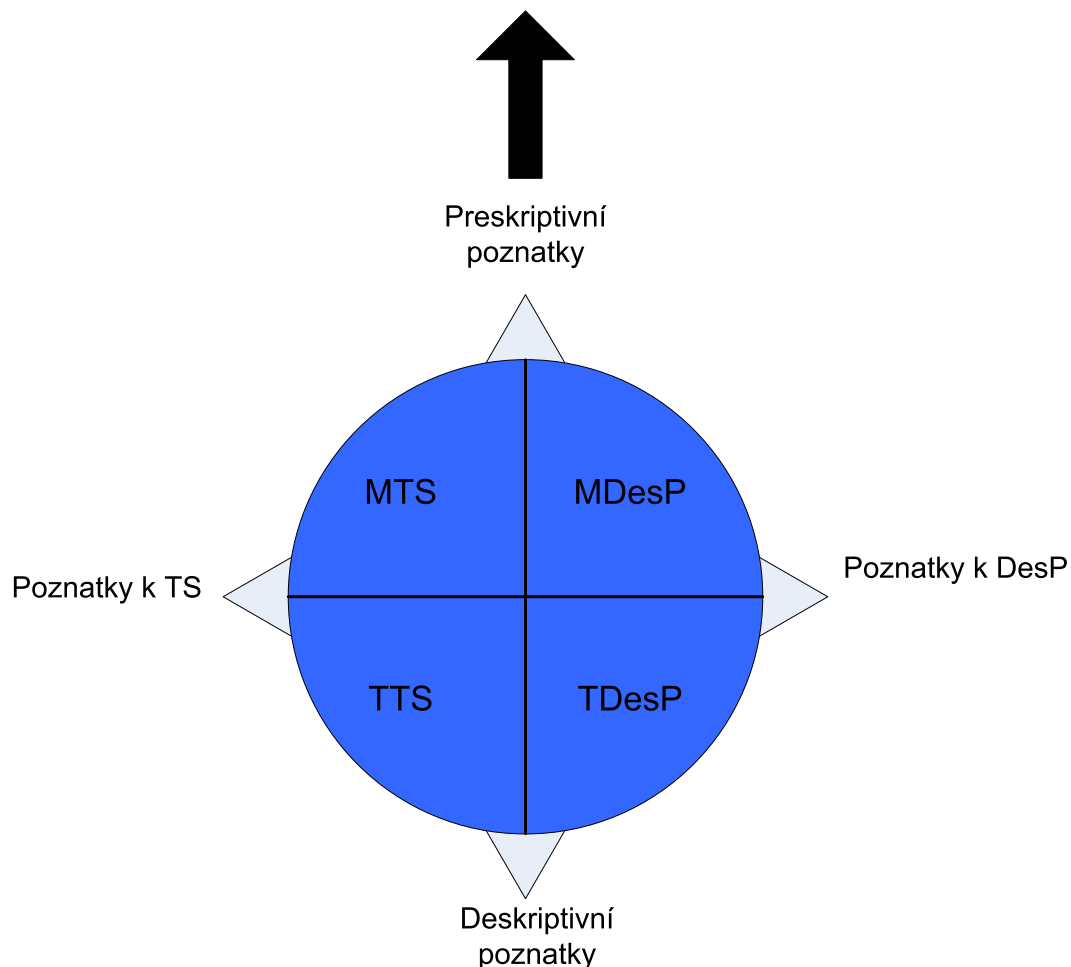 Preskriptivní
poznatky
MTS
MDesP
Poznatky k TS
Poznatky k DesP
TTS
TDesP
Deskriptivní
poznatky